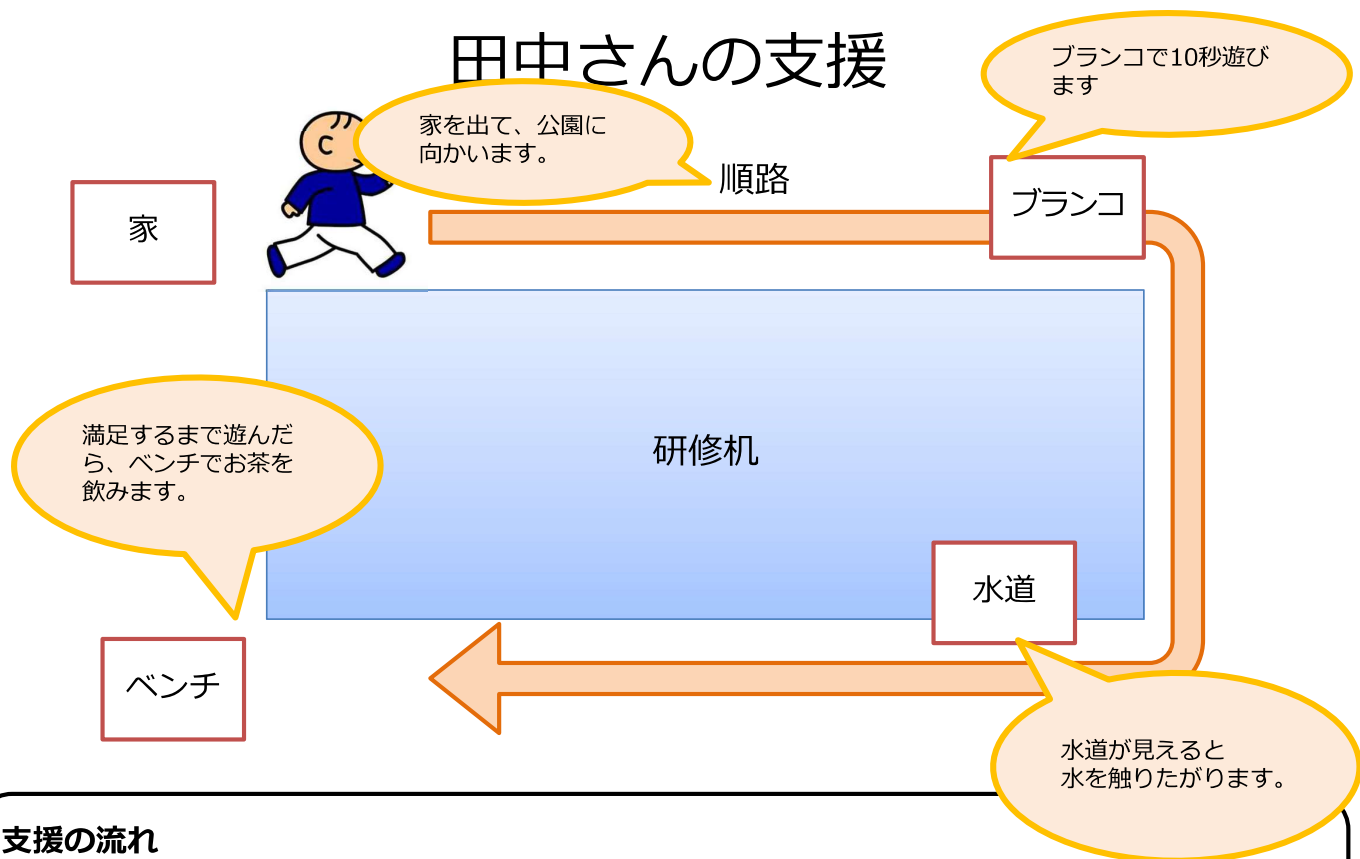 田中さんの支援
ブランコで10秒遊び
ます
家を出て、公園に
向かいます。
順路
ブランコ
家
満足するまで遊んだ
ら、ベンチでお茶を
飲みます。
研修机
水道
ベンチ
水道が見えると
水を触りたがります。
支援の流れ